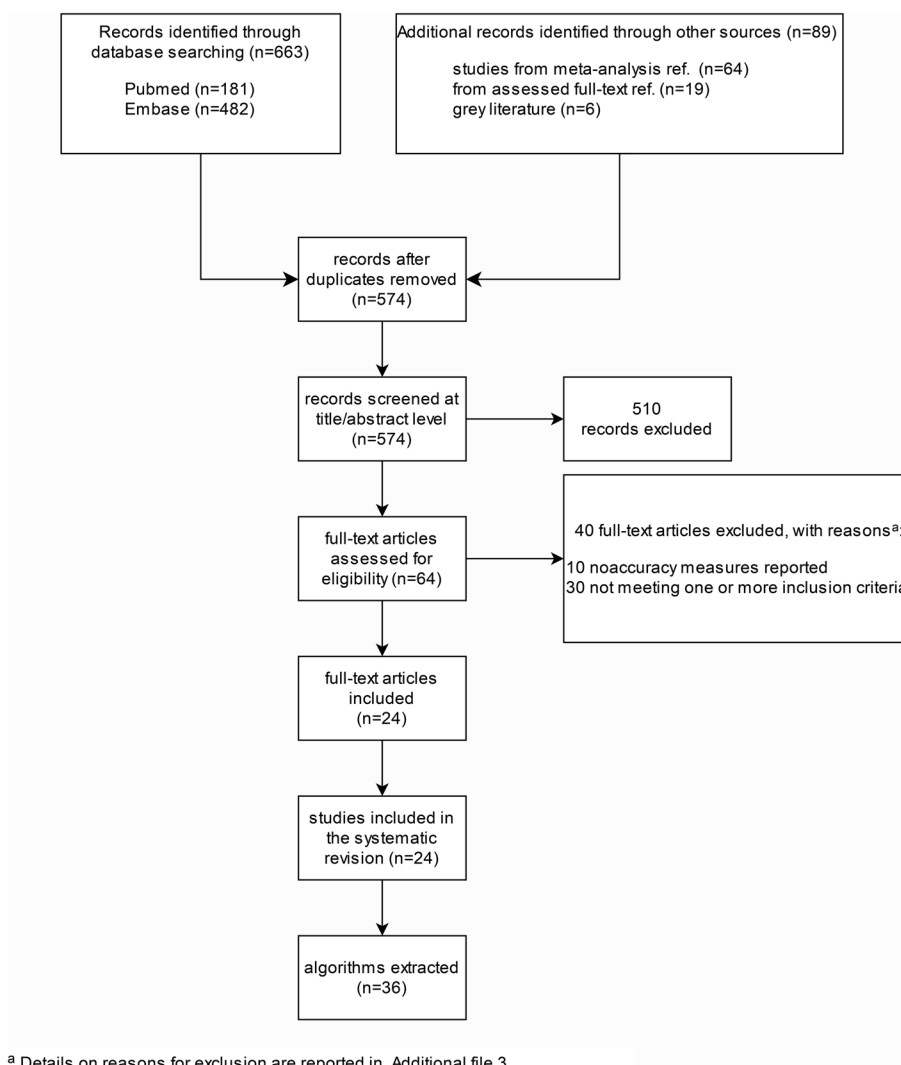 Records identified through
database searching (n=663)
Pubmed (n=181)
Embase (n=482)
Additional records identified through other sources (n=89)
studies from meta-analysis ref. (n=64)
from assessed full-text ref. (n=19)
grey literature (n=6)
records after
duplicates removed
(n=574)
records screened at
title/abstract level
(n=574)
510
records excluded
full-text articles
assessed for
eligibility (n=64)
40 full-text articles excluded, with reasonsᵃ:
10 noaccuracy measures reported
30 not meeting one or more inclusion criteria
full-text articles
included
(n=24)
studies included in
the systematic
revision (n=24)
algorithms extracted
(n=36)
ᵃ Details on reasons for exclusion are reported in Additional file 3